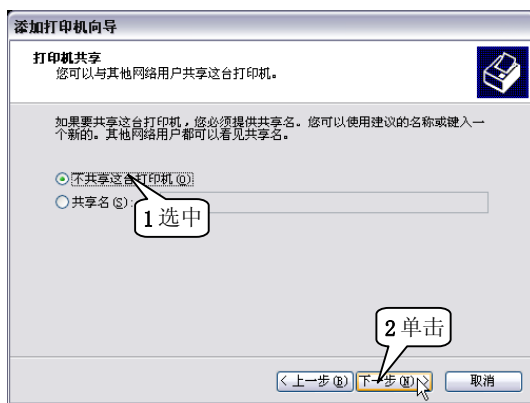 添加打印机向导
打印机共享
您可以与其他网络用户共享这台打印机。
如果要共享这台打印机，您必须提供共享名。您可以使用建议的名称或键入一
个新的。其他网络用户都可以看见共享名。
不共享这台打印机(O)
共享名(S):
1选中
2单击
< 上一步(B)
下一步(N) >
取消